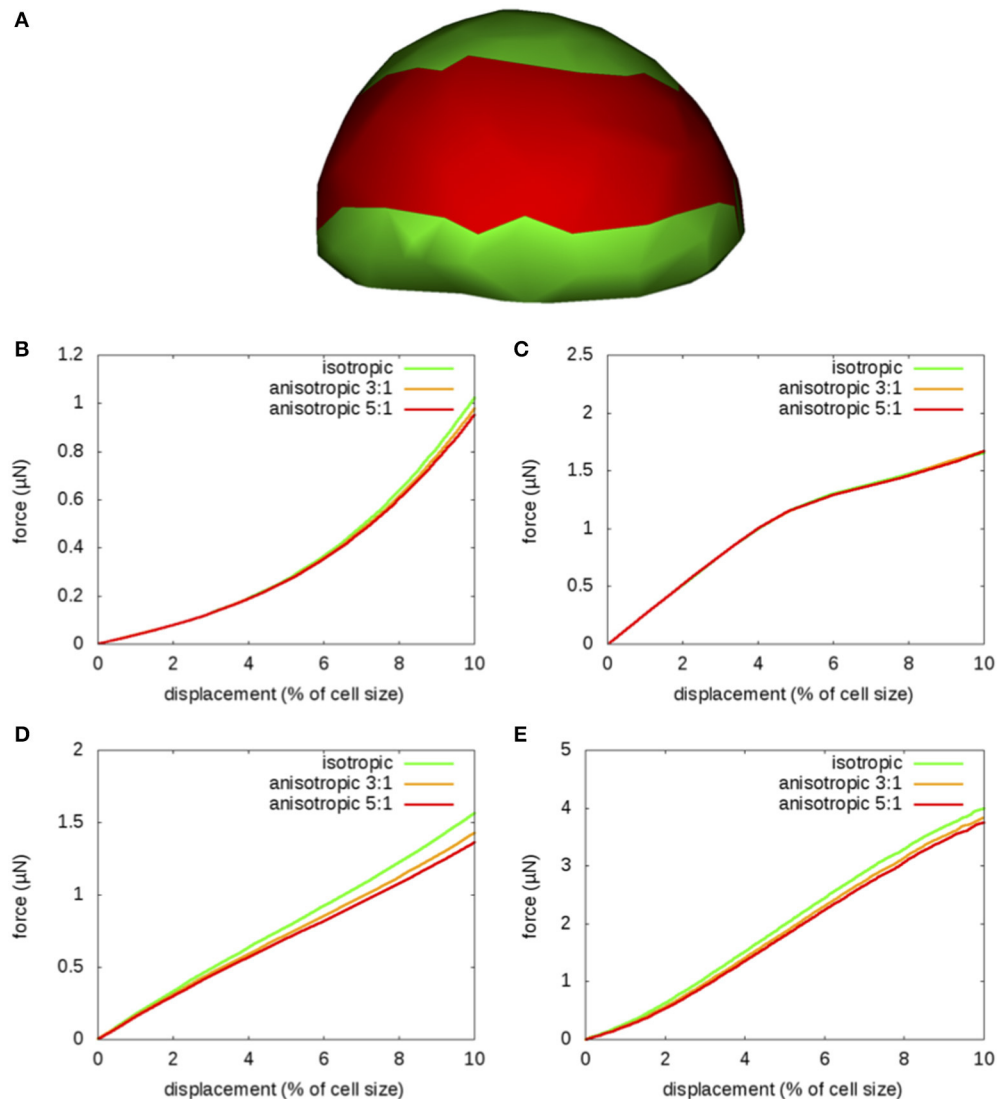 A
B
1.2
1
0.8
0.6
0.4
0.2
0
force (µN)
isotropic
anisotropic 3:1
anisotropic 5:1
0 2 4 6 8 10
displacement (% of cell size)
C
2.5
2
1.5
1
0.5
0
force (µN)
isotropic
anisotropic 3:1
anisotropic 5:1
0 2 4 6 8 10
displacement (% of cell size)
D
2
1.5
1
0.5
0
force (µN)
isotropic
anisotropic 3:1
anisotropic 5:1
0 2 4 6 8 10
displacement (% of cell size)
E
5
4
3
2
1
0
force (µN)
isotropic
anisotropic 3:1
anisotropic 5:1
0 2 4 6 8 10
displacement (% of cell size)